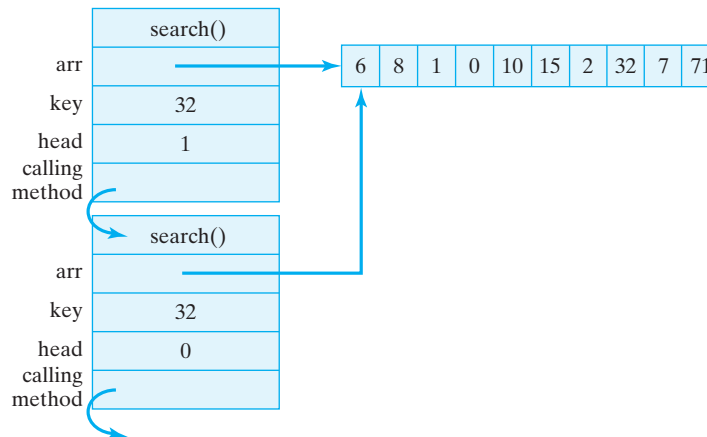 search()
arr
6 8 1 0 10 15 2 32 7 71
key 32
head 1
calling
method
search()
arr
key 32
head 0
calling
method